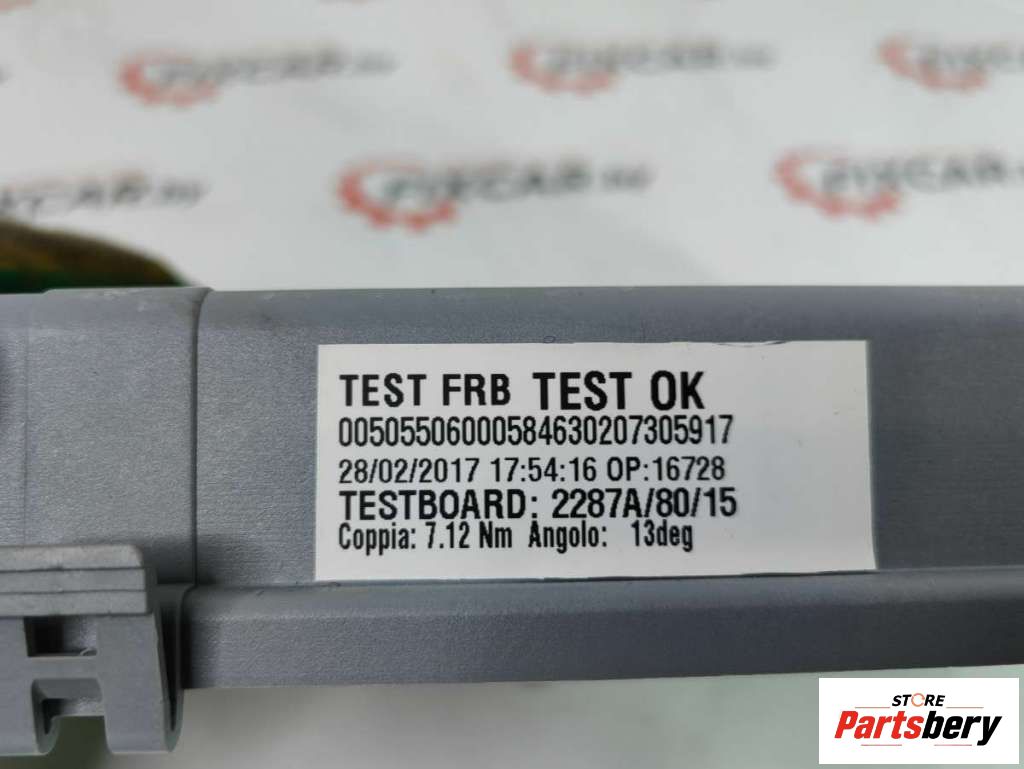 TEST FRB TEST OK
00505506000584630207305917
28/02/2017 17:54:16 OP:16728
TESTBOARD: 2287A/80/15
Coppia: 7.12 Nm Angolo: 13deg
STORE
Partsbery